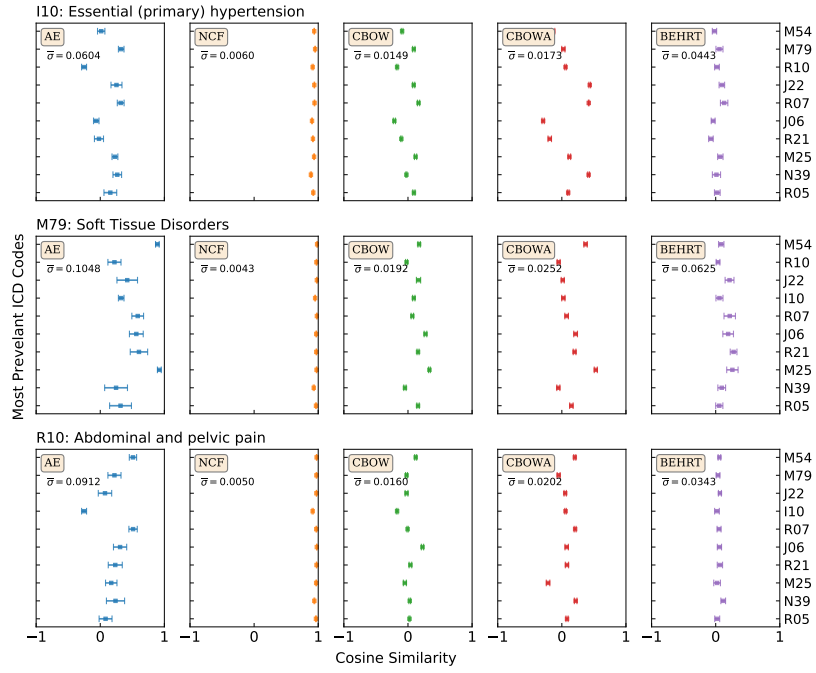 I10: Essential (primary) hypertension
AE
σ̅ = 0.0604
NCF
σ̅ = 0.0060
CBOW
σ̅ = 0.0149
CBOWA
σ̅ = 0.0173
BEHRT
σ̅ = 0.0443
M54
M79
R10
J22
R07
J06
R21
M25
N39
R05
M79: Soft Tissue Disorders
AE
σ̅ = 0.1048
NCF
σ̅ = 0.0043
CBOW
σ̅ = 0.0192
CBOWA
σ̅ = 0.0252
BEHRT
σ̅ = 0.0625
M54
R10
J22
I10
R07
J06
R21
M25
N39
R05
Most Prevelant ICD Codes
R10: Abdominal and pelvic pain
AE
σ̅ = 0.0912
NCF
σ̅ = 0.0050
CBOW
σ̅ = 0.0160
CBOWA
σ̅ = 0.0202
BEHRT
σ̅ = 0.0343
M54
M79
J22
I10
R07
J06
R21
M25
N39
R05
−1 0 1
−1 0 1
−1 0 1
−1 0 1
−1 0 1
Cosine Similarity